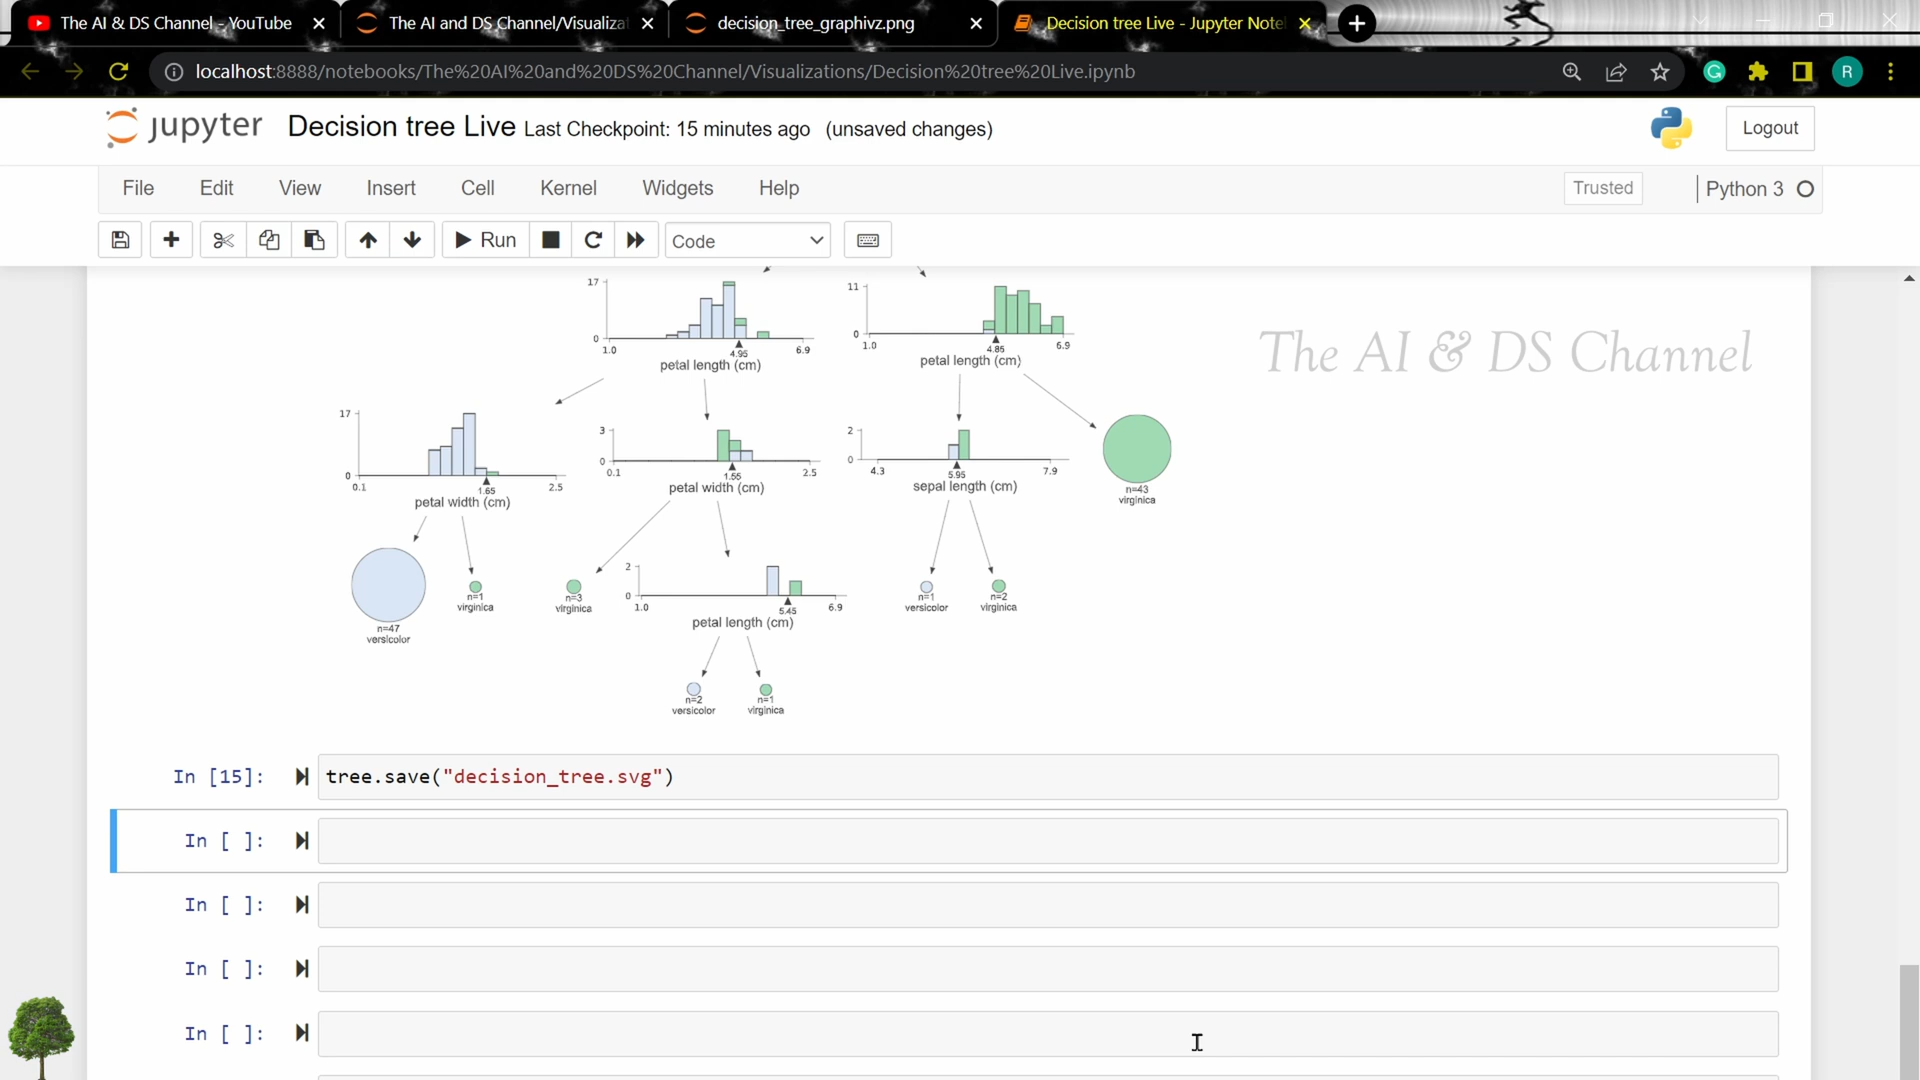 The AI & DS Channel - YouTube
The AI and DS Channel/Visualizat
decision_tree_graphivz.png
Decision tree Live - Jupyter Note
localhost:8888/notebooks/The%20AI%20and%20DS%20Channel/Visualizations/Decision%20tree%20Live.ipynb
R
jupyter Decision tree Live Last Checkpoint: 15 minutes ago (unsaved changes)
Logout
File Edit View Insert Cell Kernel Widgets Help
Trusted
Python 3
Run
Code
17
0
1.0 4.95 6.9
petal length (cm)
11
0
1.0 4.85 6.9
petal length (cm)
The AI & DS Channel
17
0
0.1 1.65 2.5
petal width (cm)
3
0
0.1 1.55 2.5
petal width (cm)
2
0
4.3 5.95 7.9
sepal length (cm)
n=43
virginica
n=47
versicolor
n=1
virginica
n=3
virginica
2
0
1.0 5.45 6.9
petal length (cm)
n=1
versicolor
n=2
virginica
n=2
versicolor
n=1
virginica
In [15]: tree.save("decision_tree.svg")
In [ ]:
In [ ]:
In [ ]:
In [ ]: